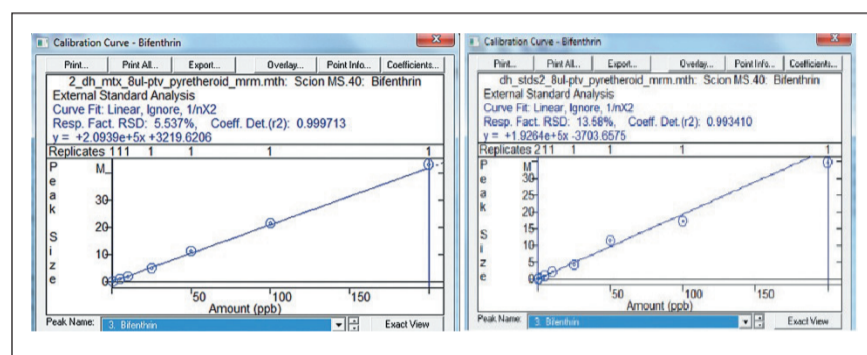 Calibration Curve - Bifenthrin
Print... Print All... Export... Overlay... Point Info... Coefficients...
2_dh_mtx_8ul-ptv_pyretheroid_mrm.mth: Scion MS.40: Bifenthrin
External Standard Analysis
Curve Fit: Linear, Ignore, 1/nX2
Resp. Fact. RSD: 5.537%, Coeff. Det.(r2): 0.999713
y = +2.0939e+5x +3219.6206
Replicates 111 1 1 1 1
Peak Size
M
30
20
10
0
50 100 150
Amount (ppb)
Peak Name: 3. Bifenthrin Exact View
Calibration Curve - Bifenthrin
Print... Print All... Export... Overlay... Point Info... Coefficients...
dh_stds2_8ul-ptv_pyretheroid_mrm.mth: Scion MS.40: Bifenthrin
External Standard Analysis
Curve Fit: Linear, Ignore, 1/nX2
Resp. Fact. RSD: 13.58%, Coeff. Det.(r2): 0.993410
y = +1.9264e+5x -3703.6575
Replicates 211 1 1 1 1
Peak Size
M
35
30
25
20
15
10
5
0
50 100 150
Amount (ppb)
Peak Name: 3. Bifenthrin Exact View